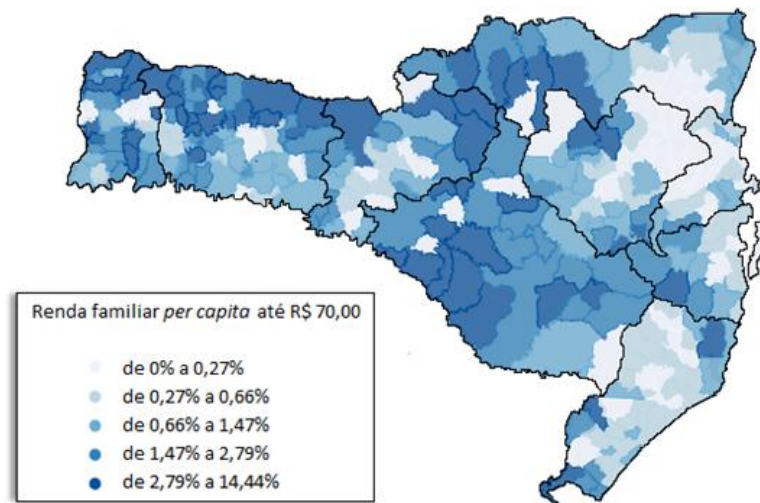 Renda familiar per capita até R$ 70,00
de 0% a 0,27%
de 0,27% a 0,66%
de 0,66% a 1,47%
de 1,47% a 2,79%
de 2,79% a 14,44%